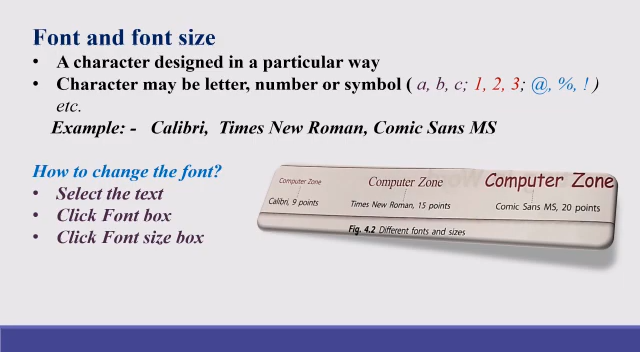 Font and font size
• A character designed in a particular way
• Character may be letter, number or symbol ( a, b, c; 1, 2, 3; @, %, ! )
etc.
Example: - Calibri, Times New Roman, Comic Sans MS
How to change the font?
• Select the text
• Click Font box
• Click Font size box
Computer Zone Computer Zone Computer Zone
Calibri, 9 points Times New Roman, 15 points Comic Sans MS, 20 points
Fig. 4.2 Different fonts and sizes